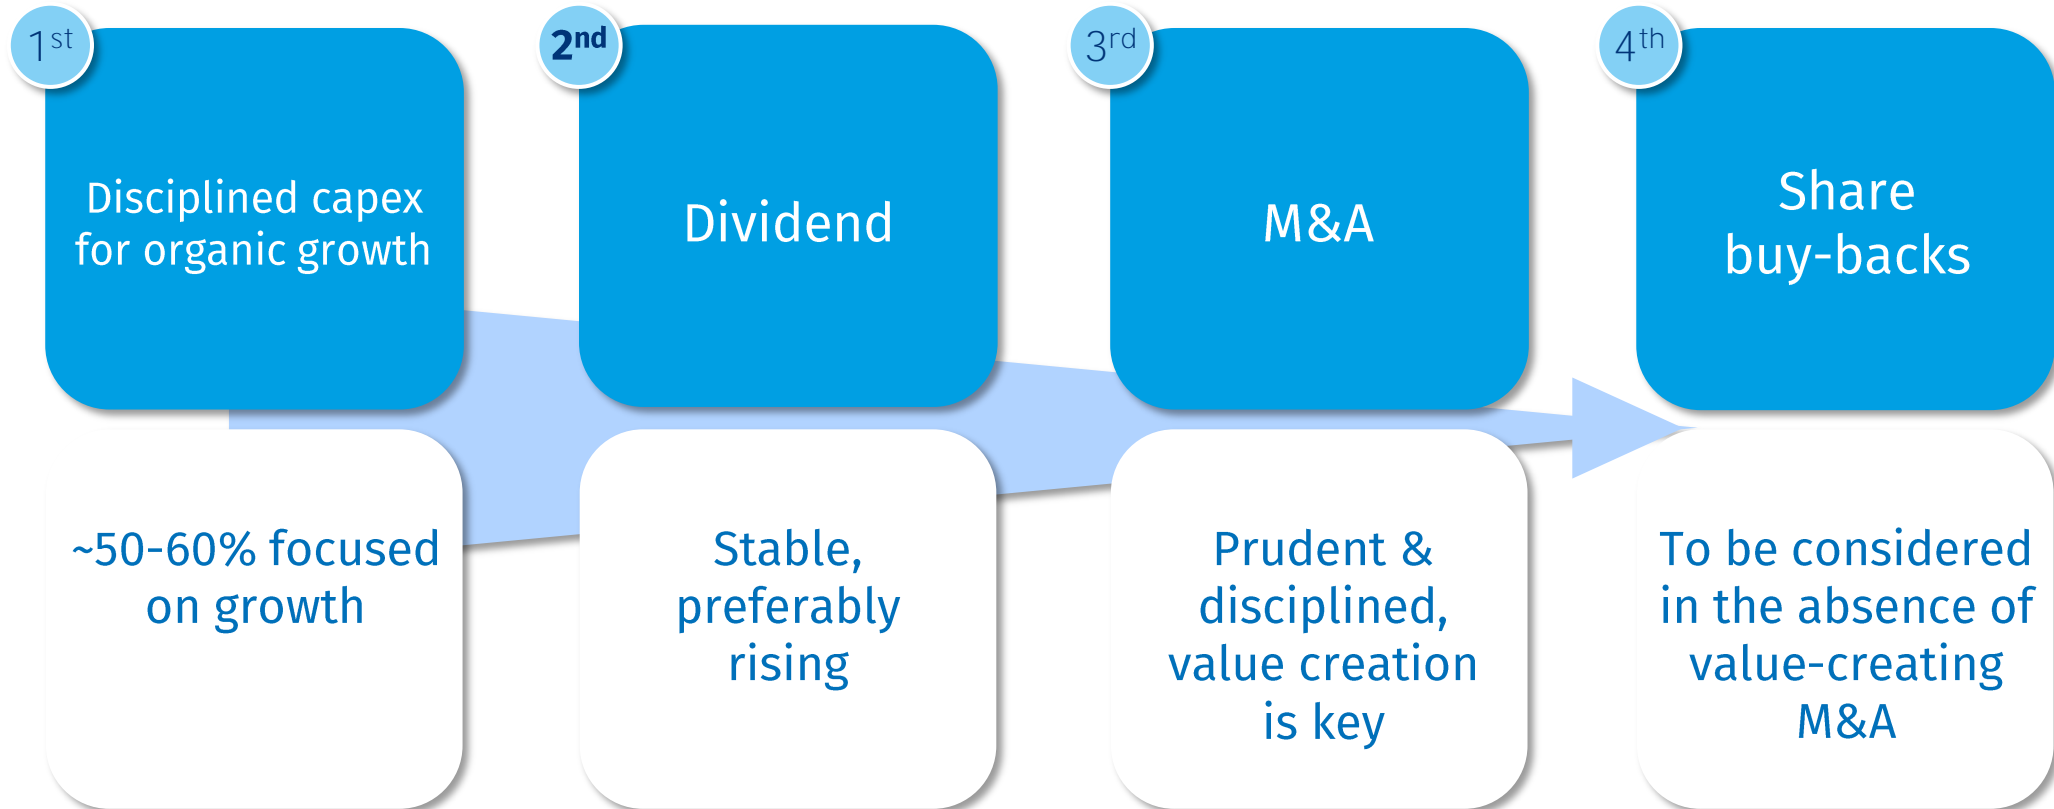 1st
Disciplined capex
for organic growth
~50-60% focused
on growth
2nd
Dividend
Stable,
preferably
rising
3rd
M&A
Prudent &
disciplined,
value creation
is key
4th
Share
buy-backs
To be considered
in the absence of
value-creating
M&A